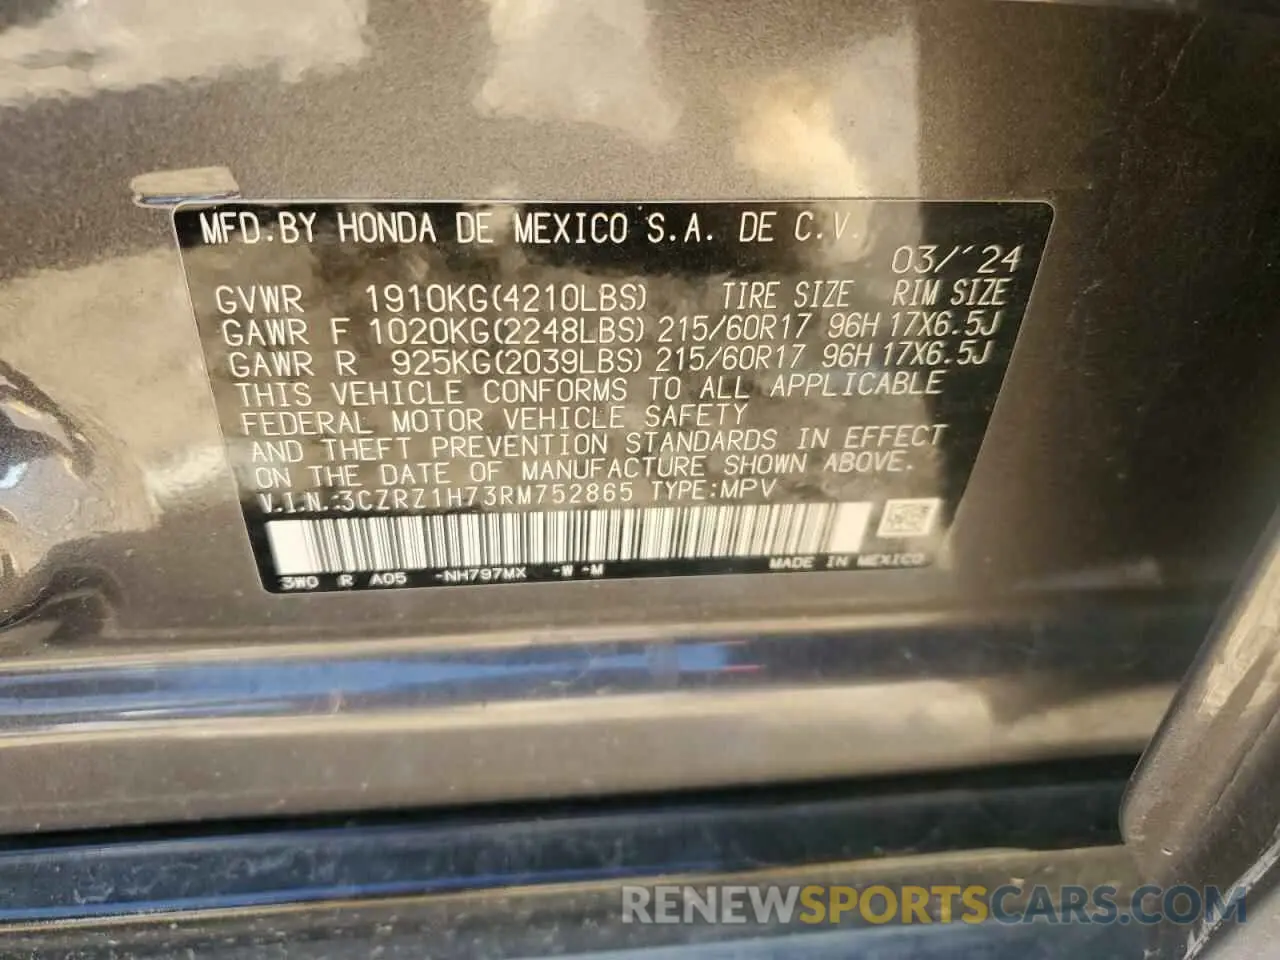 MFD.BY HONDA DE MEXICO S.A. DE C.V.
03/´24
GVWR 1910KG(4210LBS) TIRE SIZE RIM SIZE
GAWR F 1020KG(2248LBS) 215/60R17 96H 17X6.5J
GAWR R 925KG(2039LBS) 215/60R17 96H 17X6.5J
THIS VEHICLE CONFORMS TO ALL APPLICABLE
FEDERAL MOTOR VEHICLE SAFETY
AND THEFT PREVENTION STANDARDS IN EFFECT
ON THE DATE OF MANUFACTURE SHOWN ABOVE.
V.I.N.:3CZRZ1H73RM752865 TYPE:MPV
3W0 R A05 -NH797MX -W -M MADE IN MEXICO
RENEWSPORTSCARS.COM